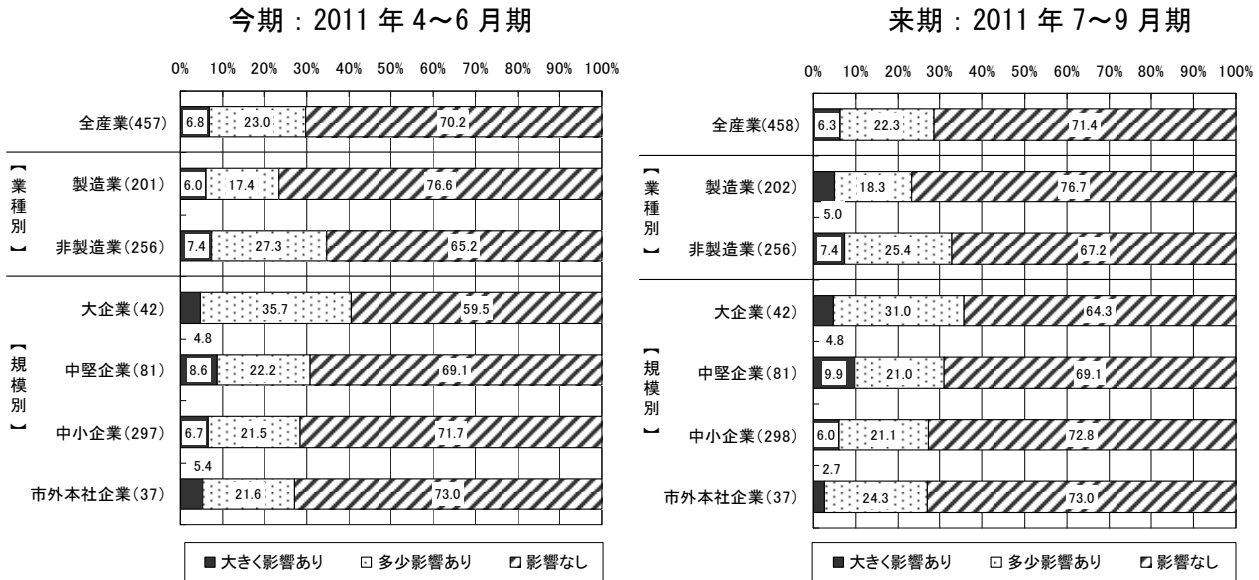 今期：2011 年 4～6 月期
0% 10% 20% 30% 40% 50% 60% 70% 80% 90% 100%
全産業(457) 6.8 23.0 70.2
【業種別】
製造業(201) 6.0 17.4 76.6
非製造業(256) 7.4 27.3 65.2
【規模別】
大企業(42) 35.7 59.5
4.8
中堅企業(81) 8.6 22.2 69.1
中小企業(297) 6.7 21.5 71.7
5.4
市外本社企業(37) 21.6 73.0
大きく影響あり 多少影響あり 影響なし
来期：2011 年 7～9 月期
0% 10% 20% 30% 40% 50% 60% 70% 80% 90% 100%
全産業(458) 6.3 22.3 71.4
【業種別】
製造業(202) 18.3 76.7
5.0
非製造業(256) 7.4 25.4 67.2
【規模別】
大企業(42) 31.0 64.3
4.8
中堅企業(81) 9.9 21.0 69.1
中小企業(298) 6.0 21.1 72.8
2.7
市外本社企業(37) 24.3 73.0
大きく影響あり 多少影響あり 影響なし